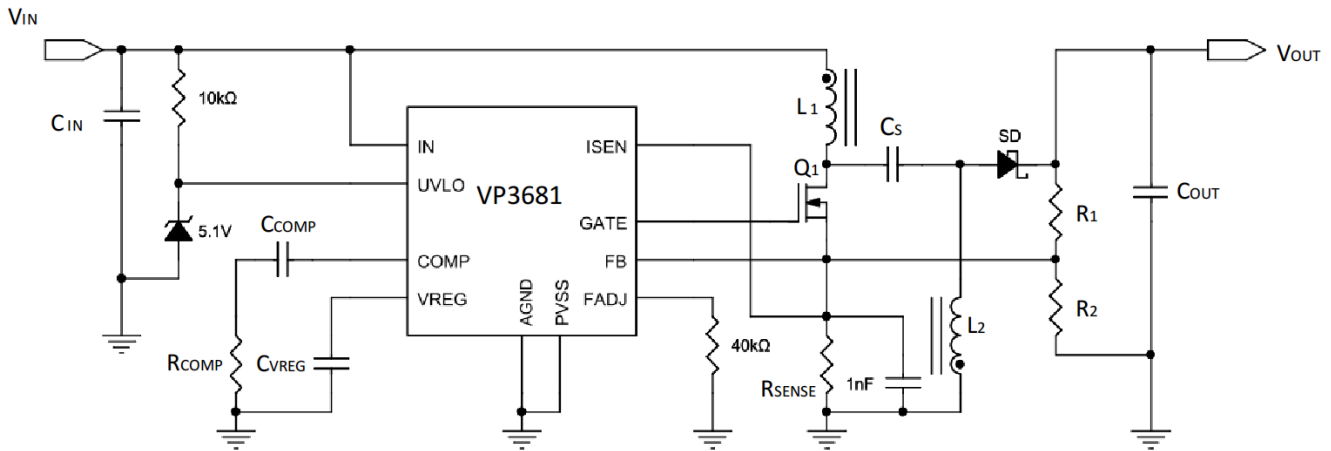 VIN
VOUT
10kΩ
CIN
L1
CS
SD
IN
ISEN
Q1
UVLO
VP3681
R1
COUT
5.1V
CCOMP
GATE
COMP
FB
VREG
AGND
PVSS
FADJ
R2
L2
RCOMP
CVREG
40kΩ
RSENSE
1nF